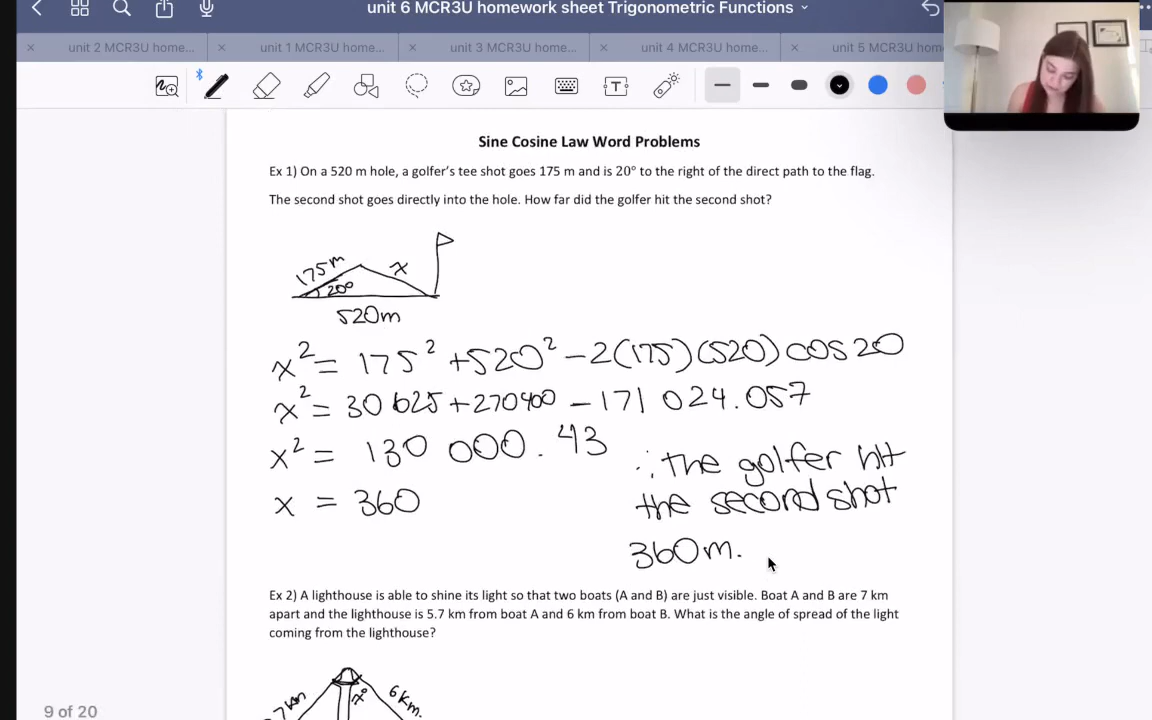 unit 6 MCR3U homework sheet Trigonometric Functions
unit 2 MCR3U home... unit 1 MCR3U home... unit 3 MCR3U home... unit 4 MCR3U home... unit 5 MCR3U hom
Sine Cosine Law Word Problems
Ex 1) On a 520 m hole, a golfer's tee shot goes 175 m and is 20° to the right of the direct path to the flag.
The second shot goes directly into the hole. How far did the golfer hit the second shot?
175m x
20°
520m
x² = 175² + 520² - 2(175)(520) cos 20
x² = 30 625 + 270400 - 171 024.057
x² = 130 000.43
x = 360
∴ the golfer hit
the second shot
360m.
Ex 2) A lighthouse is able to shine its light so that two boats (A and B) are just visible. Boat A and B are 7 km
apart and the lighthouse is 5.7 km from boat A and 6 km from boat B. What is the angle of spread of the light
coming from the lighthouse?
7km x° 6km.
9 of 20